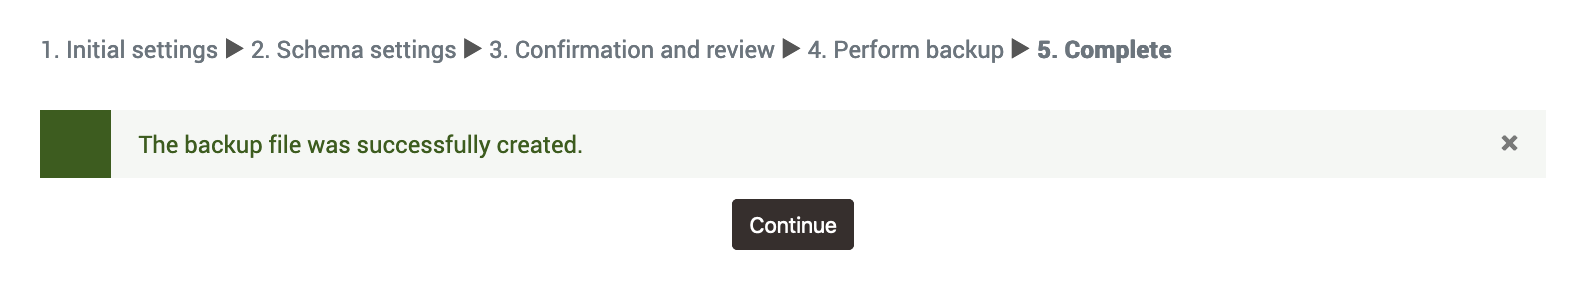 1. Initial settings ▶ 2. Schema settings ▶ 3. Confirmation and review ▶ 4. Perform backup ▶ 5. Complete
The backup file was successfully created.
Continue